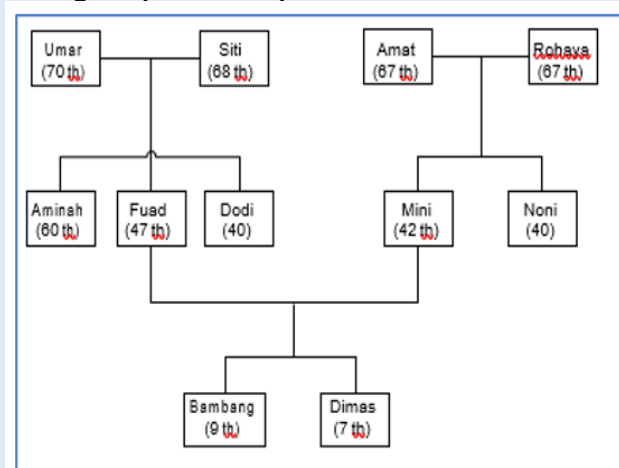 Umar
(70 th)
Siti
(68 th)
Amat
(67 th)
Rohaya
(67 th)
Aminah
(60 th)
Fuad
(47 th)
Dodi
(40)
Mini
(42 th)
Noni
(40)
Bambang
(9 th)
Dimas
(7 th)